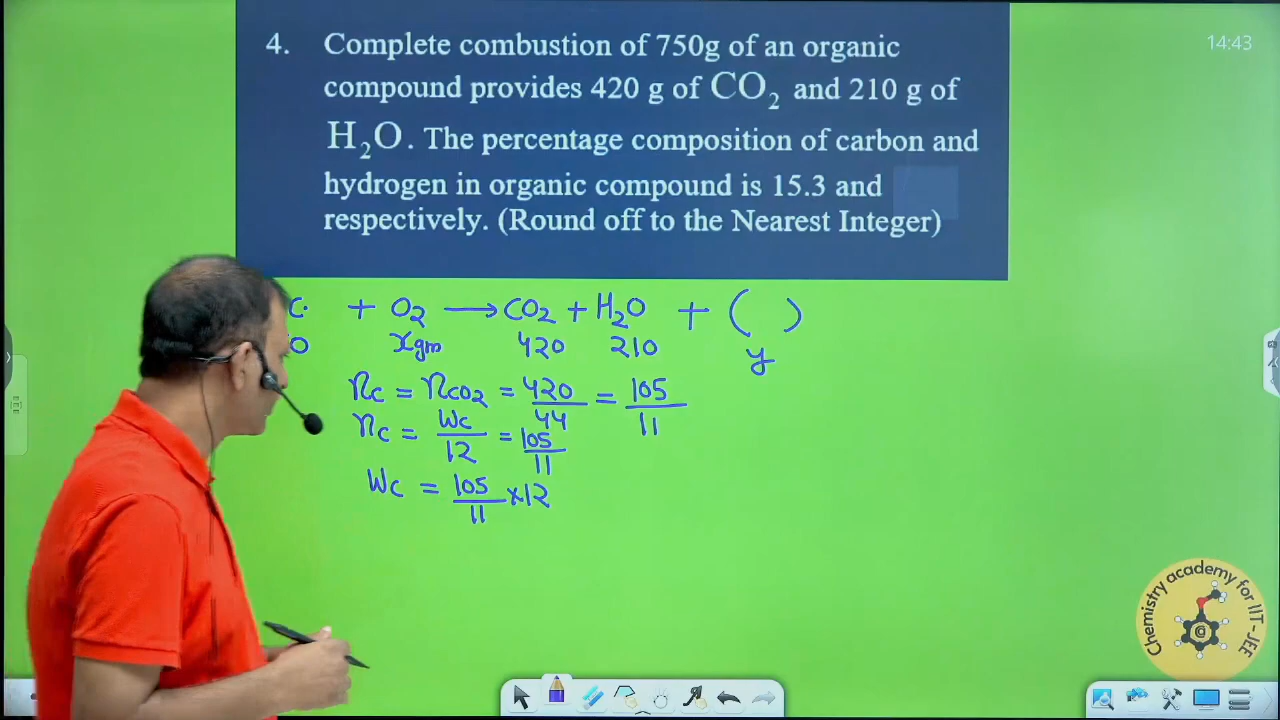 14:43
4. Complete combustion of 750g of an organic
compound provides 420 g of CO₂ and 210 g of
H₂O. The percentage composition of carbon and
hydrogen in organic compound is 15.3 and
respectively. (Round off to the Nearest Integer)
C. + O₂ → CO₂ + H₂O + ( )
0 xgm 420 210 y
nc = nco₂ = 420/44 = 105/11
nc = Wc/12 = 105/11
Wc = 105/11 × 12
Chemistry academy for IIT-JEE
©